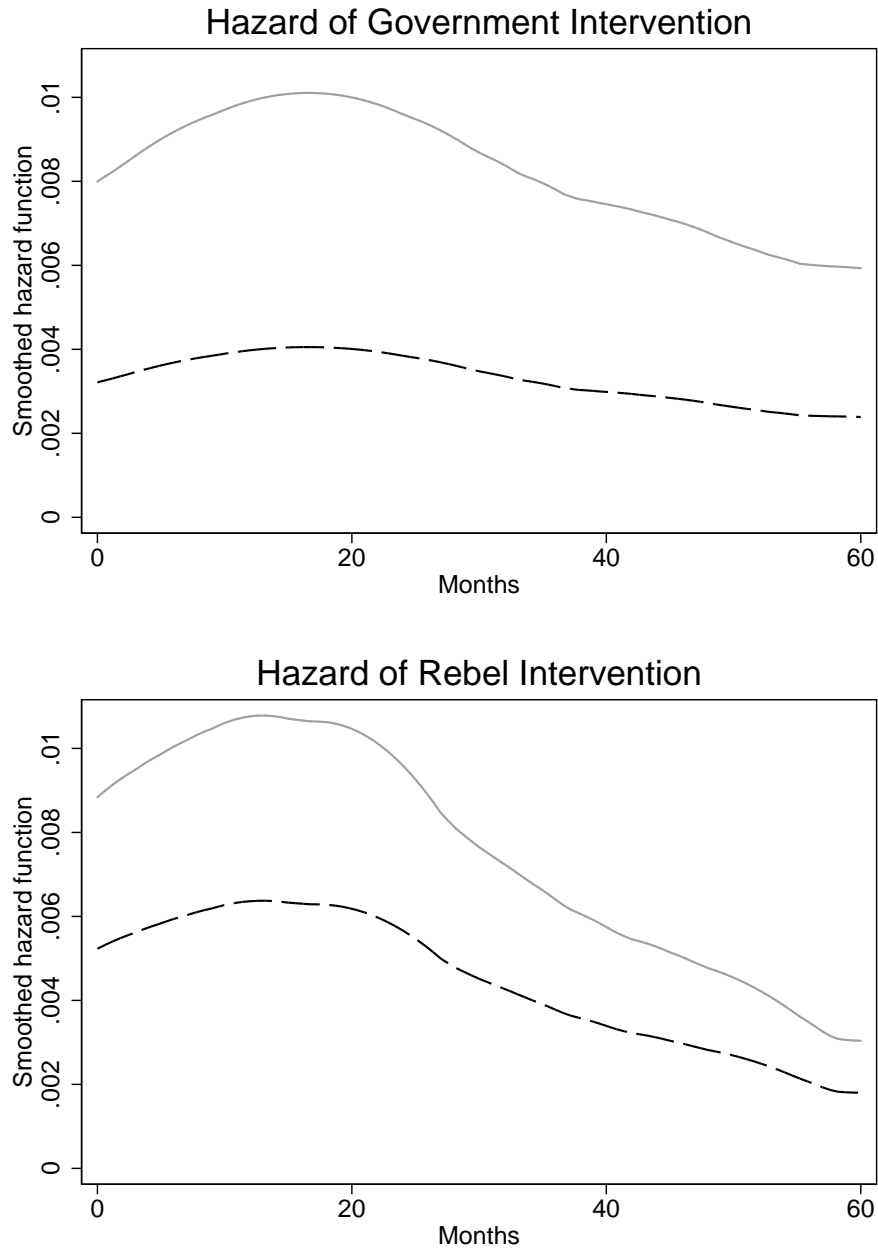 Hazard of Government Intervention
Smoothed hazard function
.01
.008
.006
.004
.002
0
0 20 40 60
Months
Hazard of Rebel Intervention
Smoothed hazard function
.01
.008
.006
.004
.002
0
0 20 40 60
Months